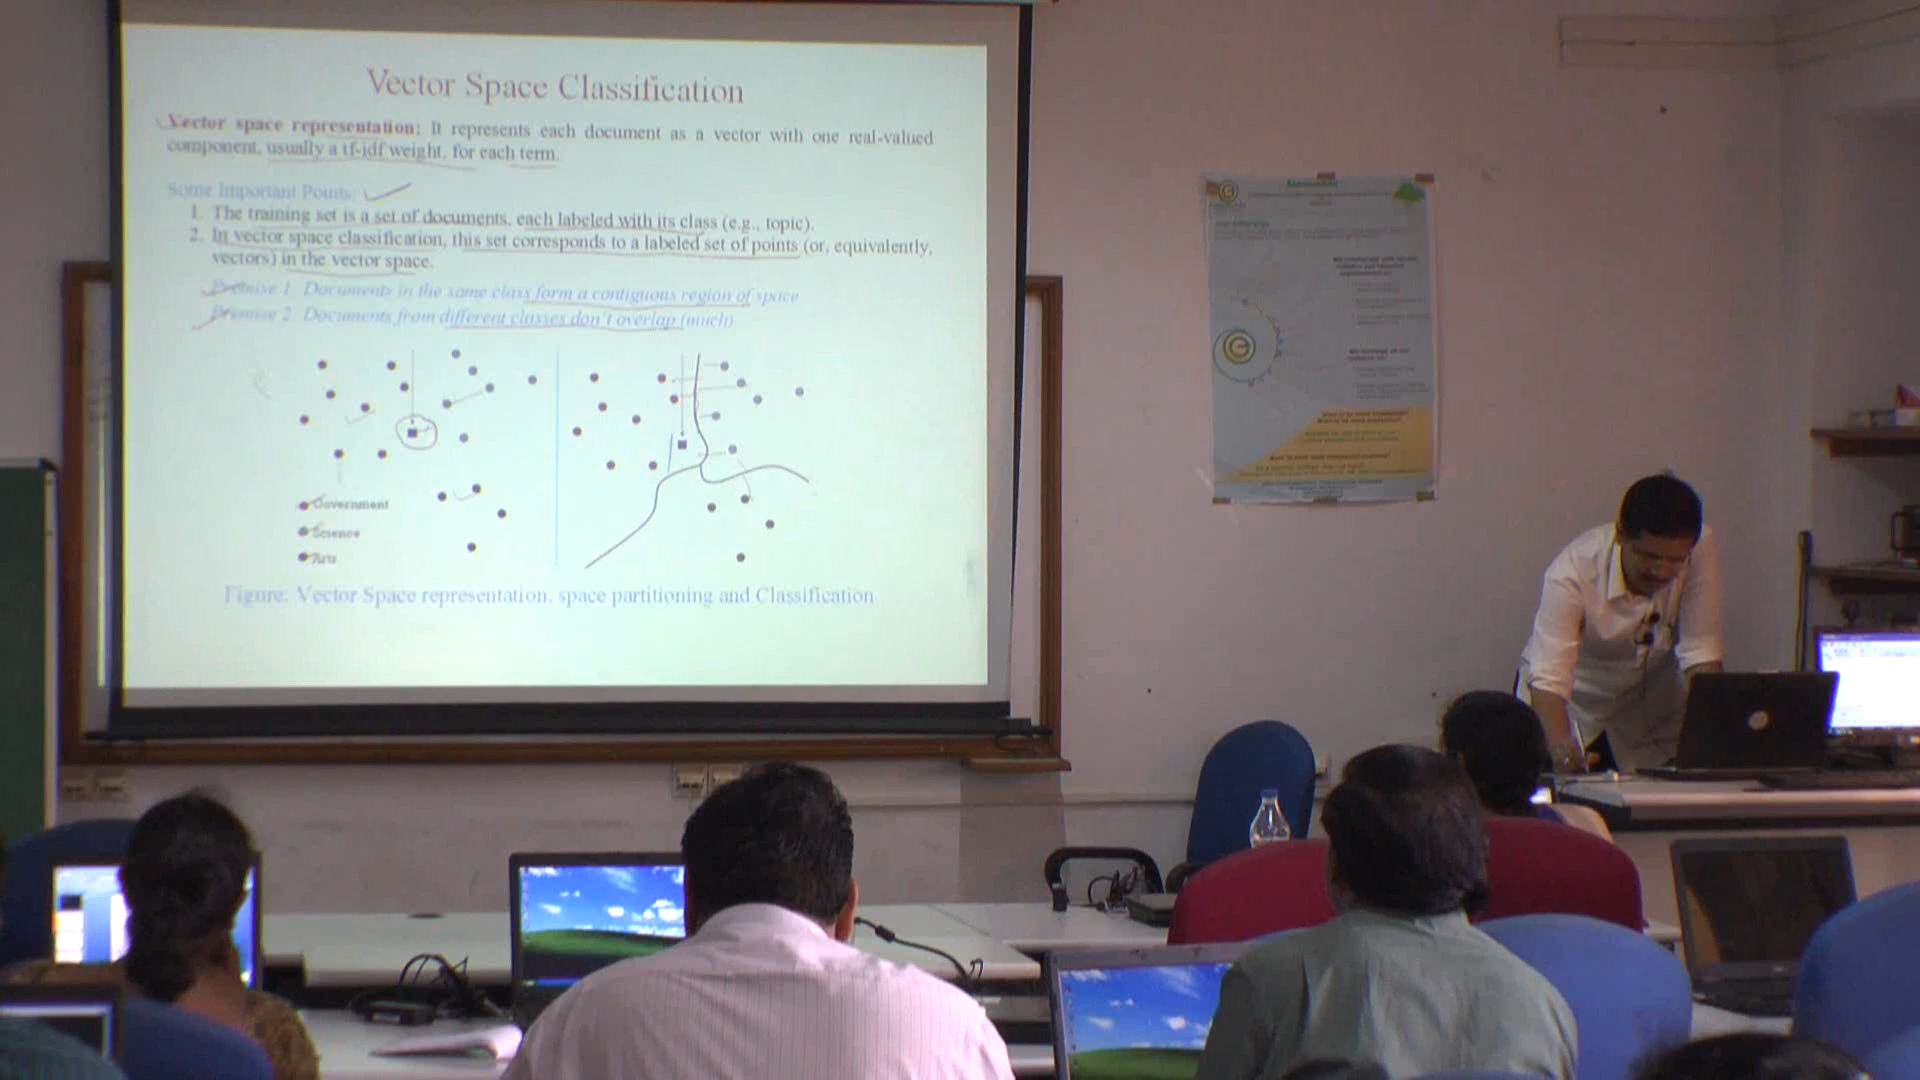 Vector Space Classification
Vector space representation: It represents each document as a vector with one real-valued
component, usually a tf-idf weight, for each term.
Some Important Points:
1. The training set is a set of documents, each labeled with its class (e.g., topic).
2. In vector space classification, this set corresponds to a labeled set of points (or, equivalently,
vectors) in the vector space.
Premise 1: Documents in the same class form a contiguous region of space
Premise 2: Documents from different classes don't overlap (much)
Government
Science
Arts
Figure: Vector Space representation, space partitioning and Classification